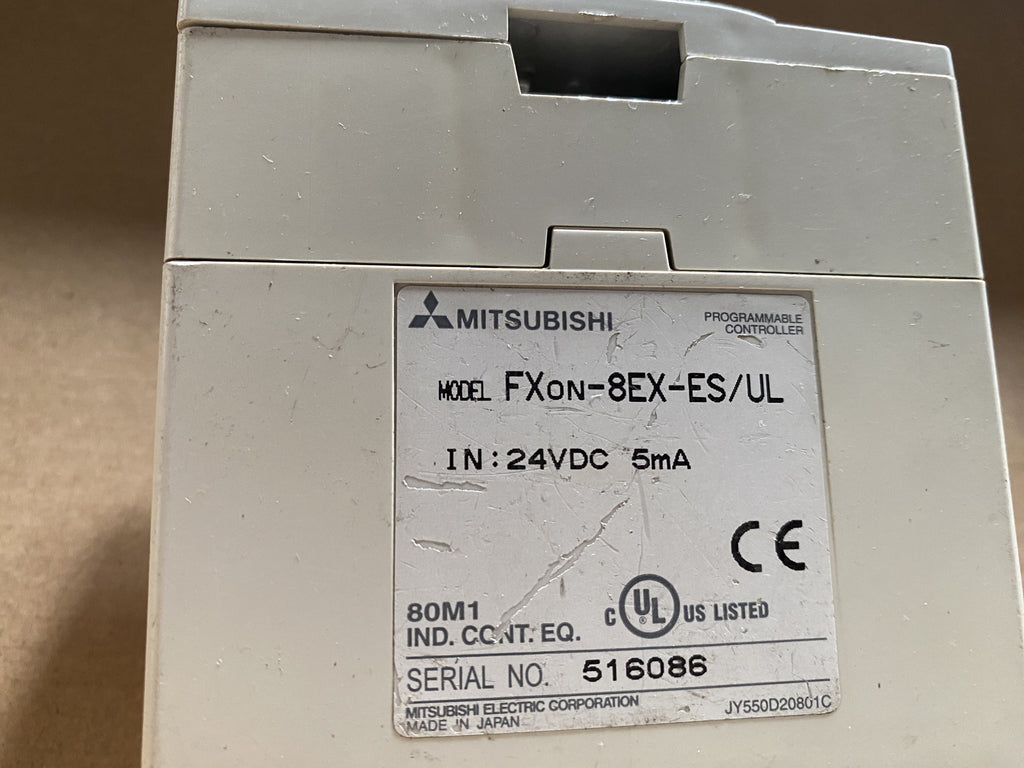 MITSUBISHI
PROGRAMMABLE
CONTROLLER
MODEL FX0N-8EX-ES/UL
IN:24VDC 5mA
CE
80M1
IND. CONT. EQ.
C UL® US LISTED
SERIAL NO. 516086
MITSUBISHI ELECTRIC CORPORATION
MADE IN JAPAN
JY550D20801C